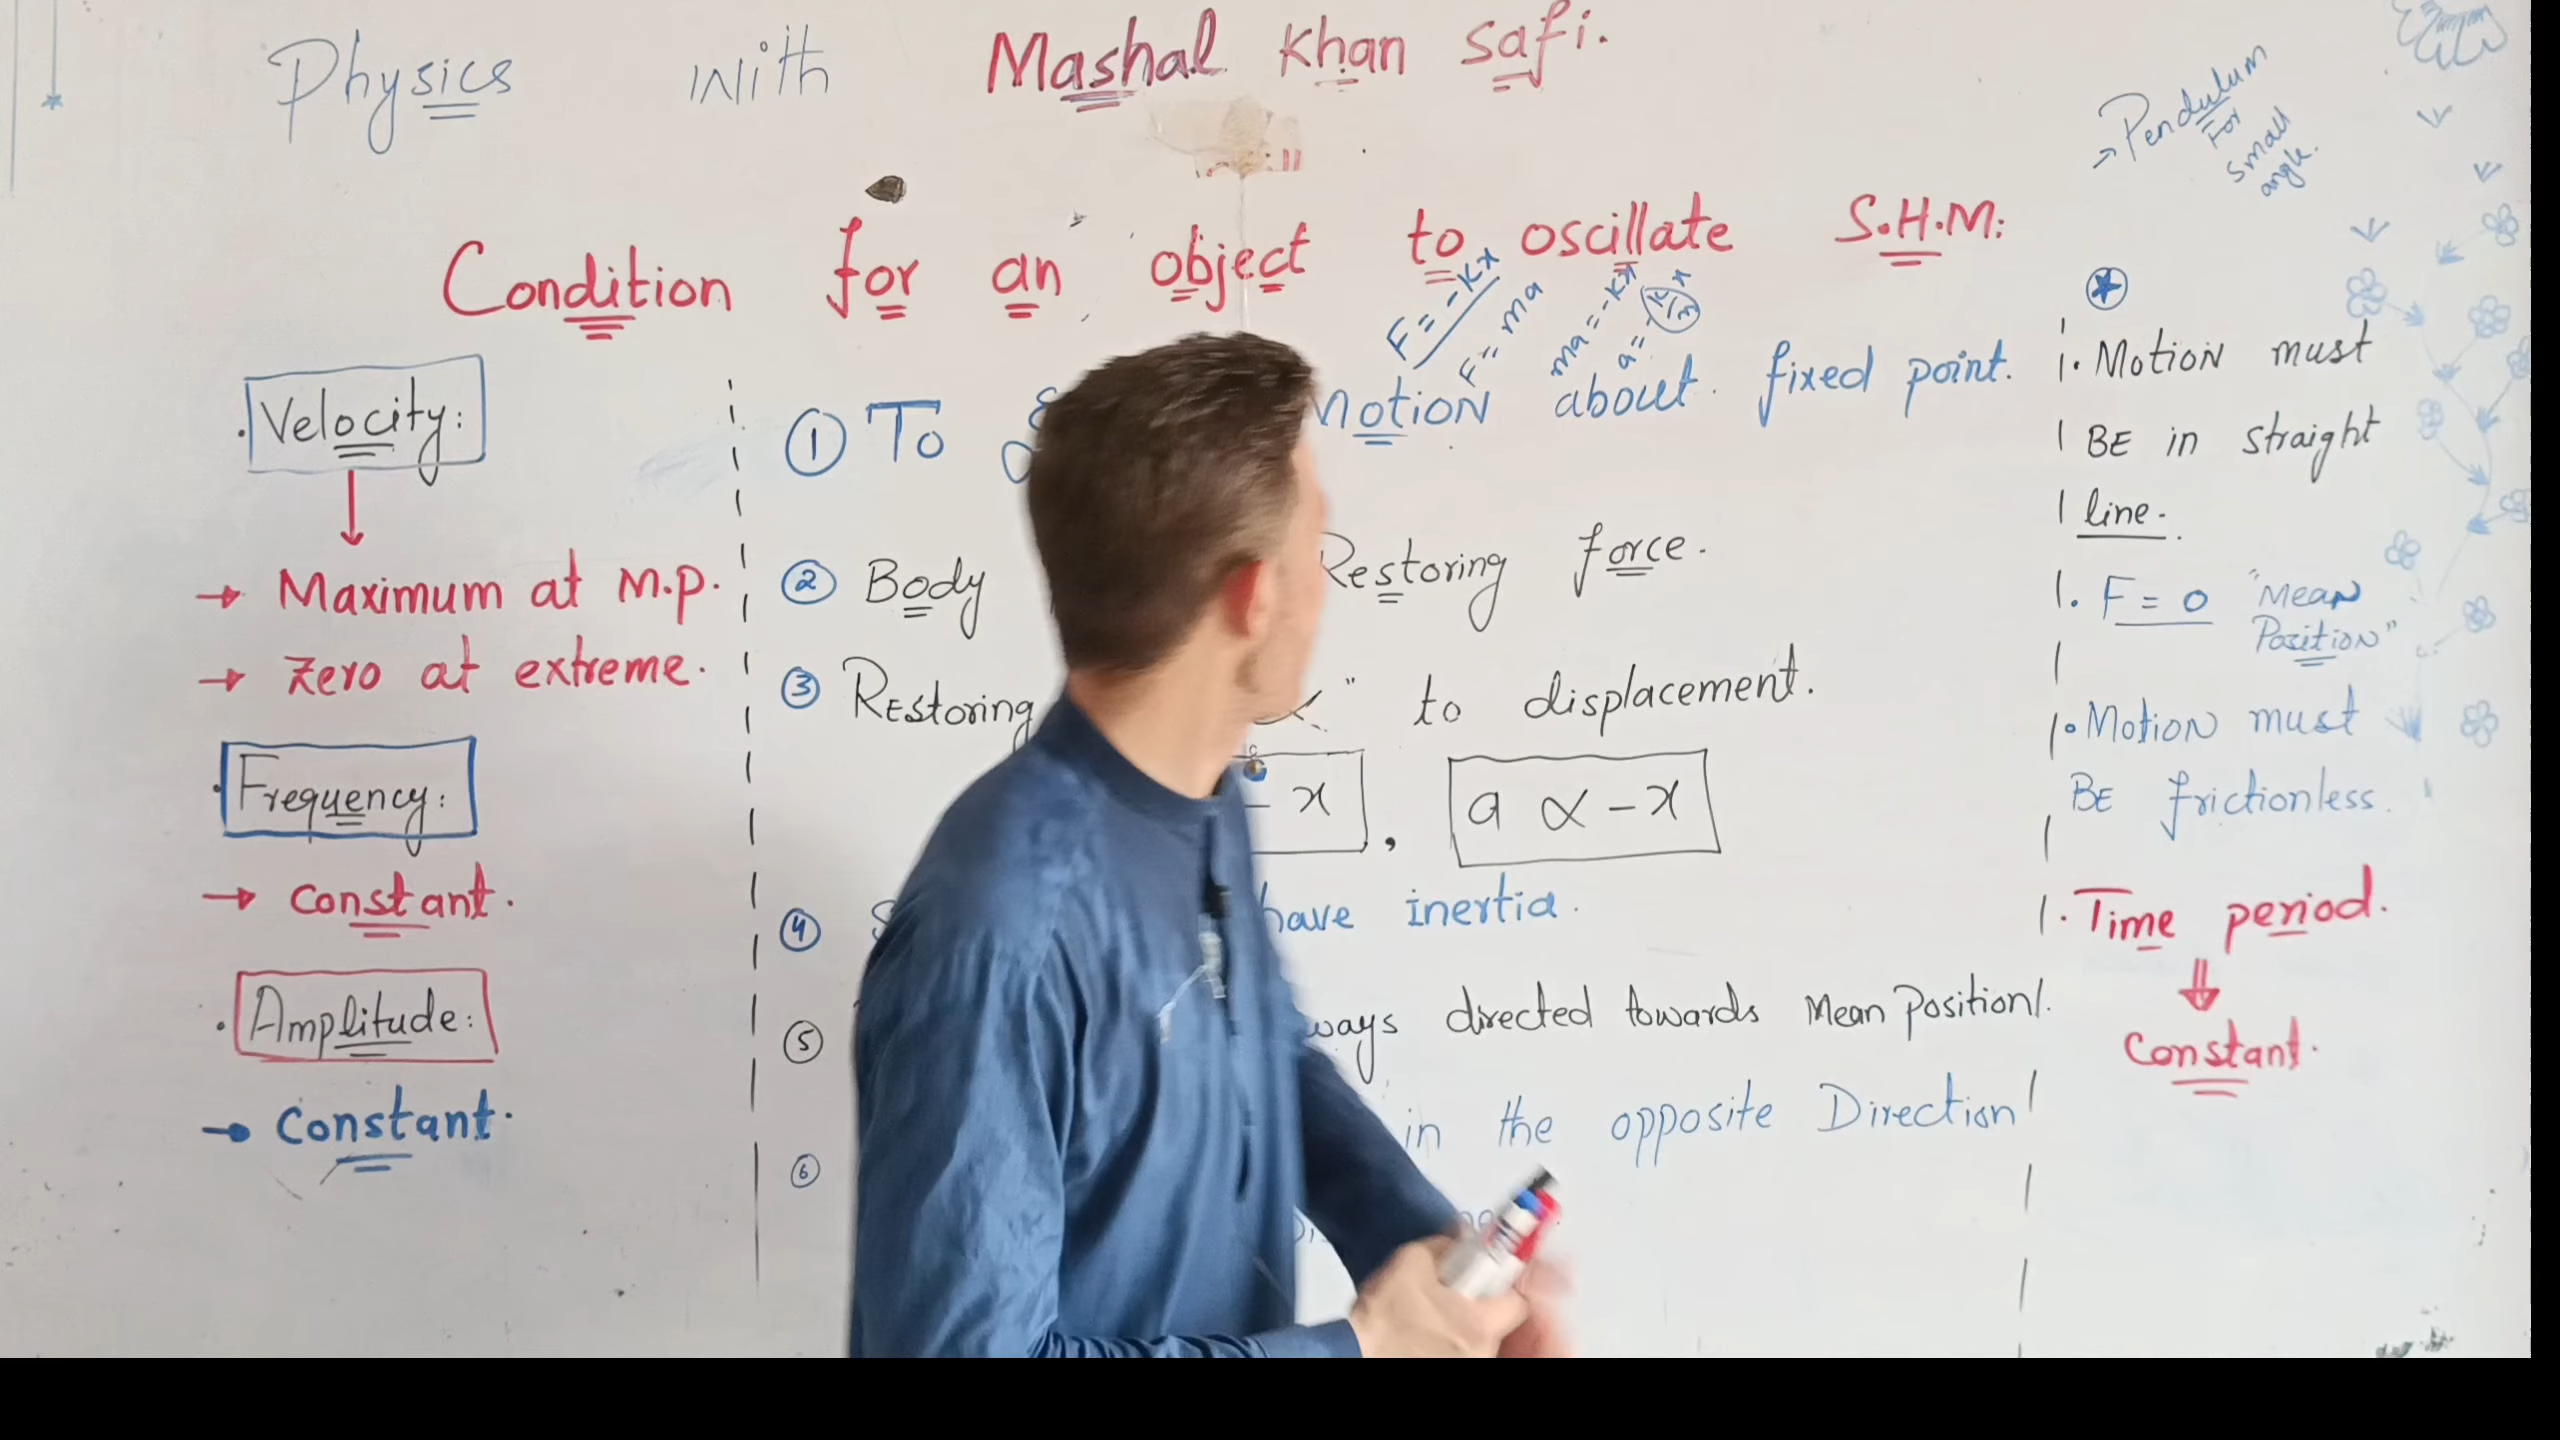 Physics with Mashal Khan Safi.
→ Pendulum
For
small
angle.
Condition for an object to oscillate S.H.M:
F = -kx
F = ma
ma = -kx
a = -k/m x
. Velocity:
→ Maximum at M.P.
→ Zero at extreme.
. Frequency:
→ Constant.
. Amplitude:
→ Constant.
① To motion about. fixed point.
② Body Restoring force.
③ Restoring ∝" to displacement.
- x , a ∝ - x
④ have inertia.
⑤ directed towards Mean Position.
⑥ in the opposite Direction
. Motion must
BE in straight
line.
. F = 0 "Mean
Position"
. Motion must
BE frictionless.
. Time period.
⇓
Constant.